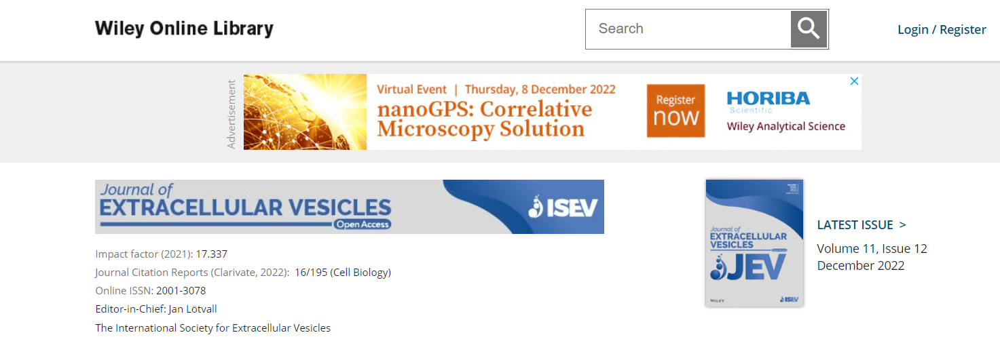 Wiley Online Library
Search
Login / Register
Advertisement
Virtual Event | Thursday, 8 December 2022
nanoGPS: Correlative
Microscopy Solution
Register
now
HORIBA
Scientific
Wiley Analytical Science
Journal of
EXTRACELLULAR VESICLES
Open Access
ISEV
Impact factor (2021): 17.337
Journal Citation Reports (Clarivate, 2022): 16/195 (Cell Biology)
Online ISSN: 2001-3078
Editor-in-Chief: Jan Lötvall
The International Society for Extracellular Vesicles
Journal of
EXTRACELLULAR
VESICLES
JEV
WILEY
ISEV
LATEST ISSUE >
Volume 11, Issue 12
December 2022